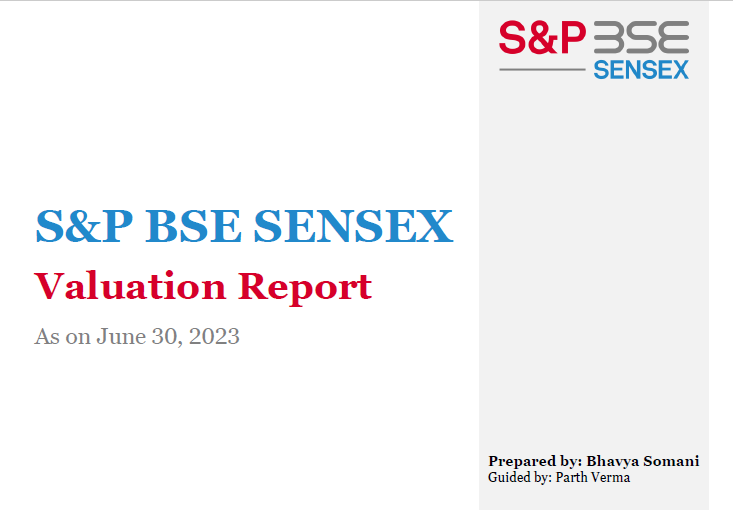 S&P BSE
SENSEX
S&P BSE SENSEX
Valuation Report
As on June 30, 2023
Prepared by: Bhavya Somani
Guided by: Parth Verma